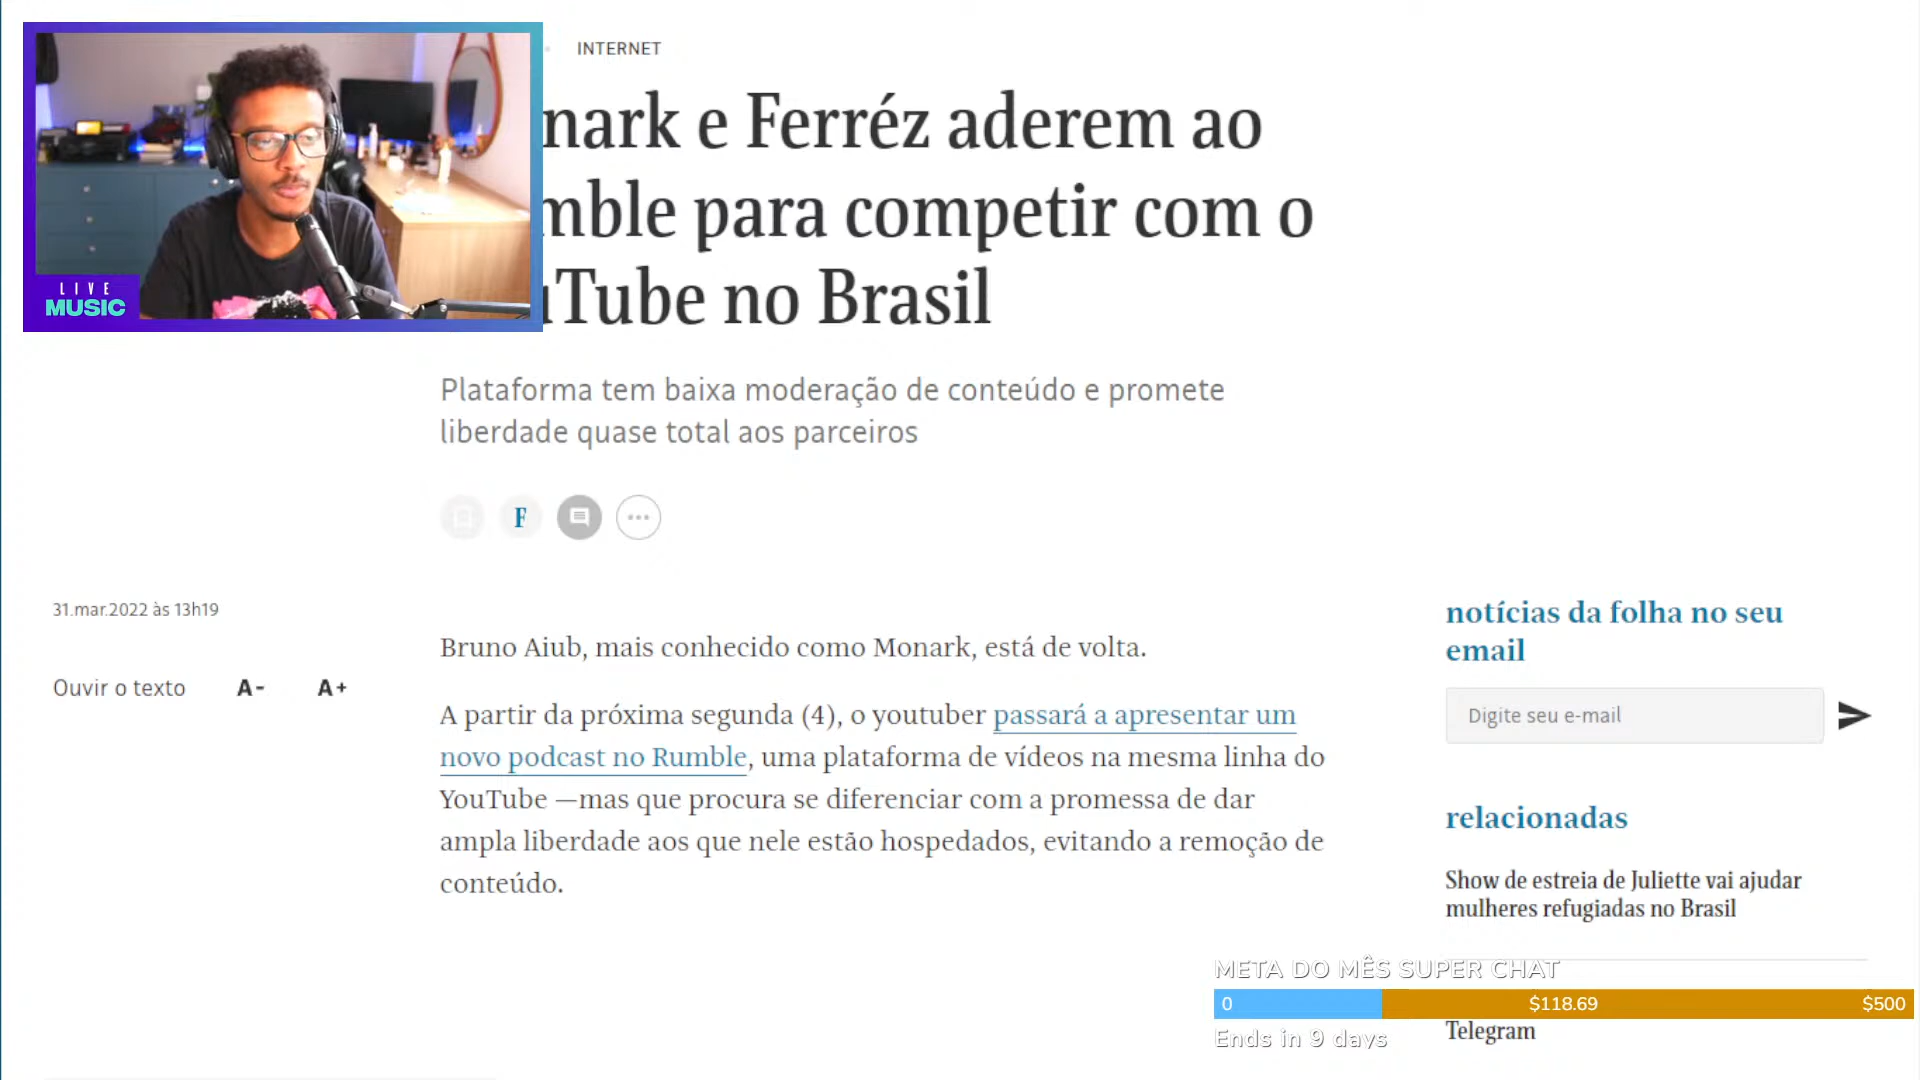 INTERNET
nark e Ferréz aderem ao
mble para competir com o
uTube no Brasil
LIVE
MUSIC
Plataforma tem baixa moderação de conteúdo e promete
liberdade quase total aos parceiros
F
31.mar.2022 às 13h19
Ouvir o texto A- A+
Bruno Aiub, mais conhecido como Monark, está de volta.
A partir da próxima segunda (4), o youtuber passará a apresentar um
novo podcast no Rumble, uma plataforma de vídeos na mesma linha do
YouTube —mas que procura se diferenciar com a promessa de dar
ampla liberdade aos que nele estão hospedados, evitando a remoção de
conteúdo.
notícias da folha no seu
email
Digite seu e-mail
relacionadas
Show de estreia de Juliette vai ajudar
mulheres refugiadas no Brasil
META DO MÊS SUPER CHAT
0 $118.69 $500
Ends in 9 days
Telegram